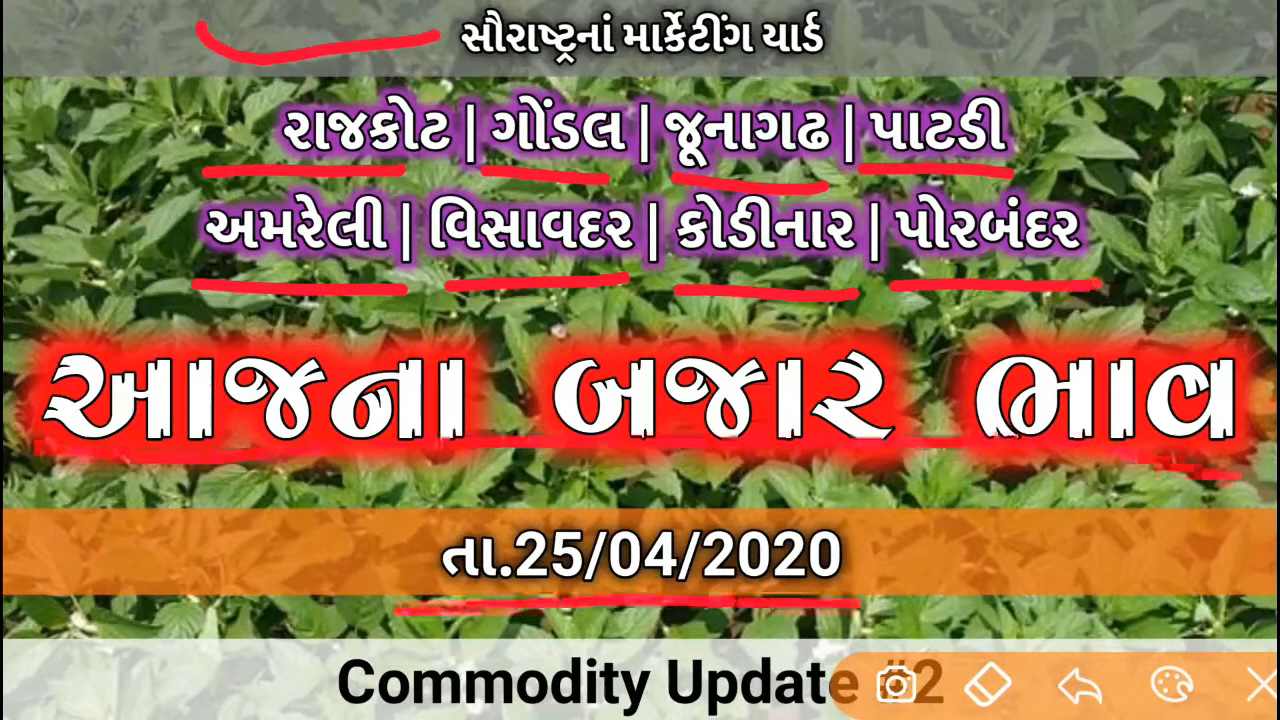 સૌરાષ્ટ્રનાં માર્કેટીંગ યાર્ડ
રાજકોટ | ગોંડલ | જૂનાગઢ | પાટડી
અમરેલી | વિસાવદર | કોડીનાર | પોરબંદર
આજના બજાર ભાવ
તા.25/04/2020
Commodity Update #2